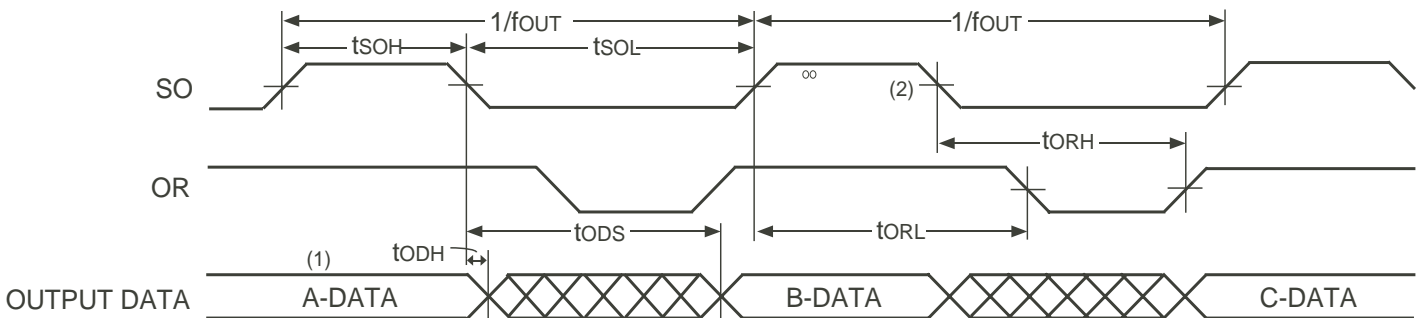 1/fOUT 1/fOUT
tSOH tSOL
SO ∞ (2)
tORH
OR
tODS tORL
tODH
(1)
OUTPUT DATA A-DATA B-DATA C-DATA